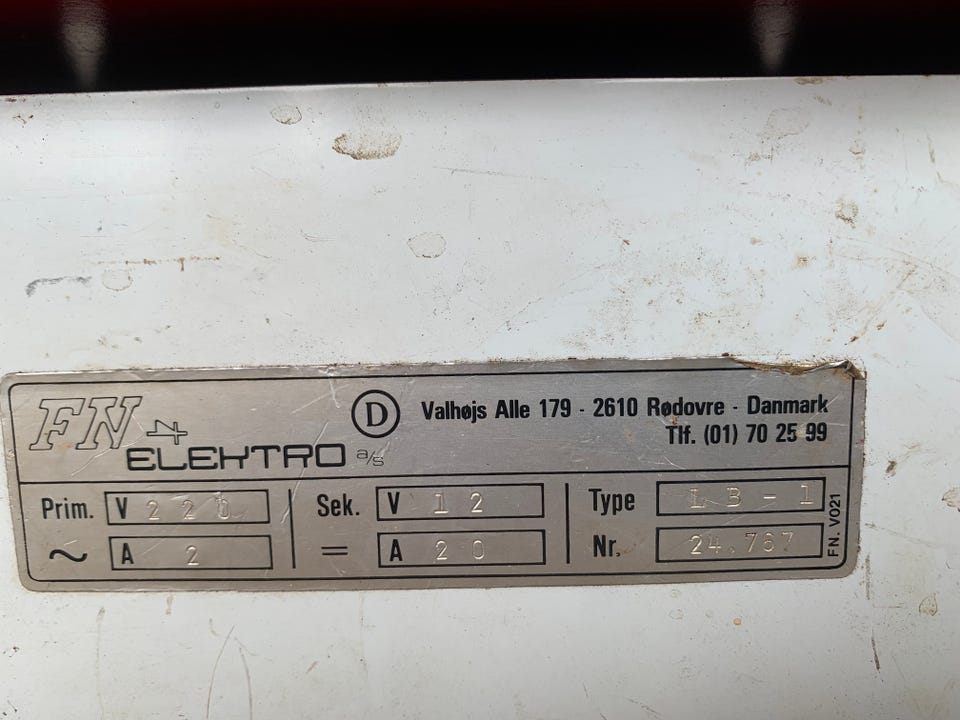 FN
ELEKTRO a/s
D
Valhøjs Alle 179 - 2610 Rødovre - Danmark
Tlf. (01) 70 25 99
Prim. V 220
Sek. V 12
Type LB-1
~ A 2
= A 20
Nr. 24.767
FN. V021